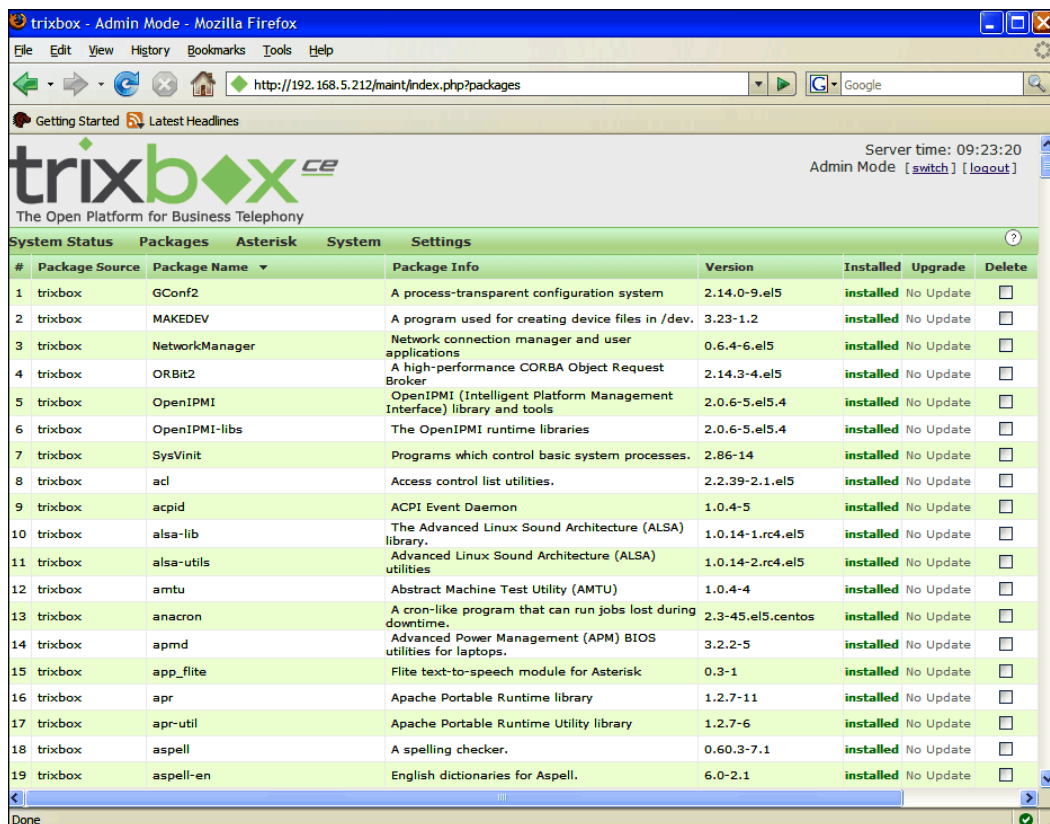 trixbox - Admin Mode - Mozilla Firefox
File Edit View History Bookmarks Tools Help
http://192.168.5.212/maint/index.php?packages G Google
Getting Started Latest Headlines
trixbox ce
The Open Platform for Business Telephony
Server time: 09:23:20
Admin Mode [switch] [logout]
System Status Packages Asterisk System Settings ?
# Package Source Package Name Package Info Version Installed Upgrade Delete
1 trixbox GConf2 A process-transparent configuration system 2.14.0-9.el5 installed No Update
2 trixbox MAKEDEV A program used for creating device files in /dev. 3.23-1.2 installed No Update
3 trixbox NetworkManager Network connection manager and user
applications 0.6.4-6.el5 installed No Update
4 trixbox ORBit2 A high-performance CORBA Object Request
Broker 2.14.3-4.el5 installed No Update
5 trixbox OpenIPMI OpenIPMI (Intelligent Platform Management
Interface) library and tools 2.0.6-5.el5.4 installed No Update
6 trixbox OpenIPMI-libs The OpenIPMI runtime libraries 2.0.6-5.el5.4 installed No Update
7 trixbox SysVinit Programs which control basic system processes. 2.86-14 installed No Update
8 trixbox acl Access control list utilities. 2.2.39-2.1.el5 installed No Update
9 trixbox acpid ACPI Event Daemon 1.0.4-5 installed No Update
10 trixbox alsa-lib The Advanced Linux Sound Architecture (ALSA)
library. 1.0.14-1.rc4.el5 installed No Update
11 trixbox alsa-utils Advanced Linux Sound Architecture (ALSA)
utilities 1.0.14-2.rc4.el5 installed No Update
12 trixbox amtu Abstract Machine Test Utility (AMTU) 1.0.4-4 installed No Update
13 trixbox anacron A cron-like program that can run jobs lost during
downtime. 2.3-45.el5.centos installed No Update
14 trixbox apmd Advanced Power Management (APM) BIOS
utilities for laptops. 3.2.2-5 installed No Update
15 trixbox app_flite Flite text-to-speech module for Asterisk 0.3-1 installed No Update
16 trixbox apr Apache Portable Runtime library 1.2.7-11 installed No Update
17 trixbox apr-util Apache Portable Runtime Utility library 1.2.7-6 installed No Update
18 trixbox aspell A spelling checker. 0.60.3-7.1 installed No Update
19 trixbox aspell-en English dictionaries for Aspell. 6.0-2.1 installed No Update
Done